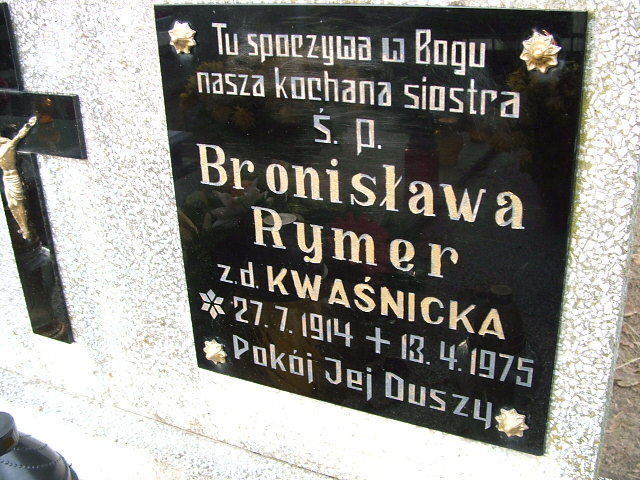 Tu spoczywa w Bogu
nasza kochana siostra
Ś. p.
Bronisława
Rymer
z.d. KWAŚNICKA
* 27. 7. 1914 + 13. 4. 1975
Pokój Jej Duszy